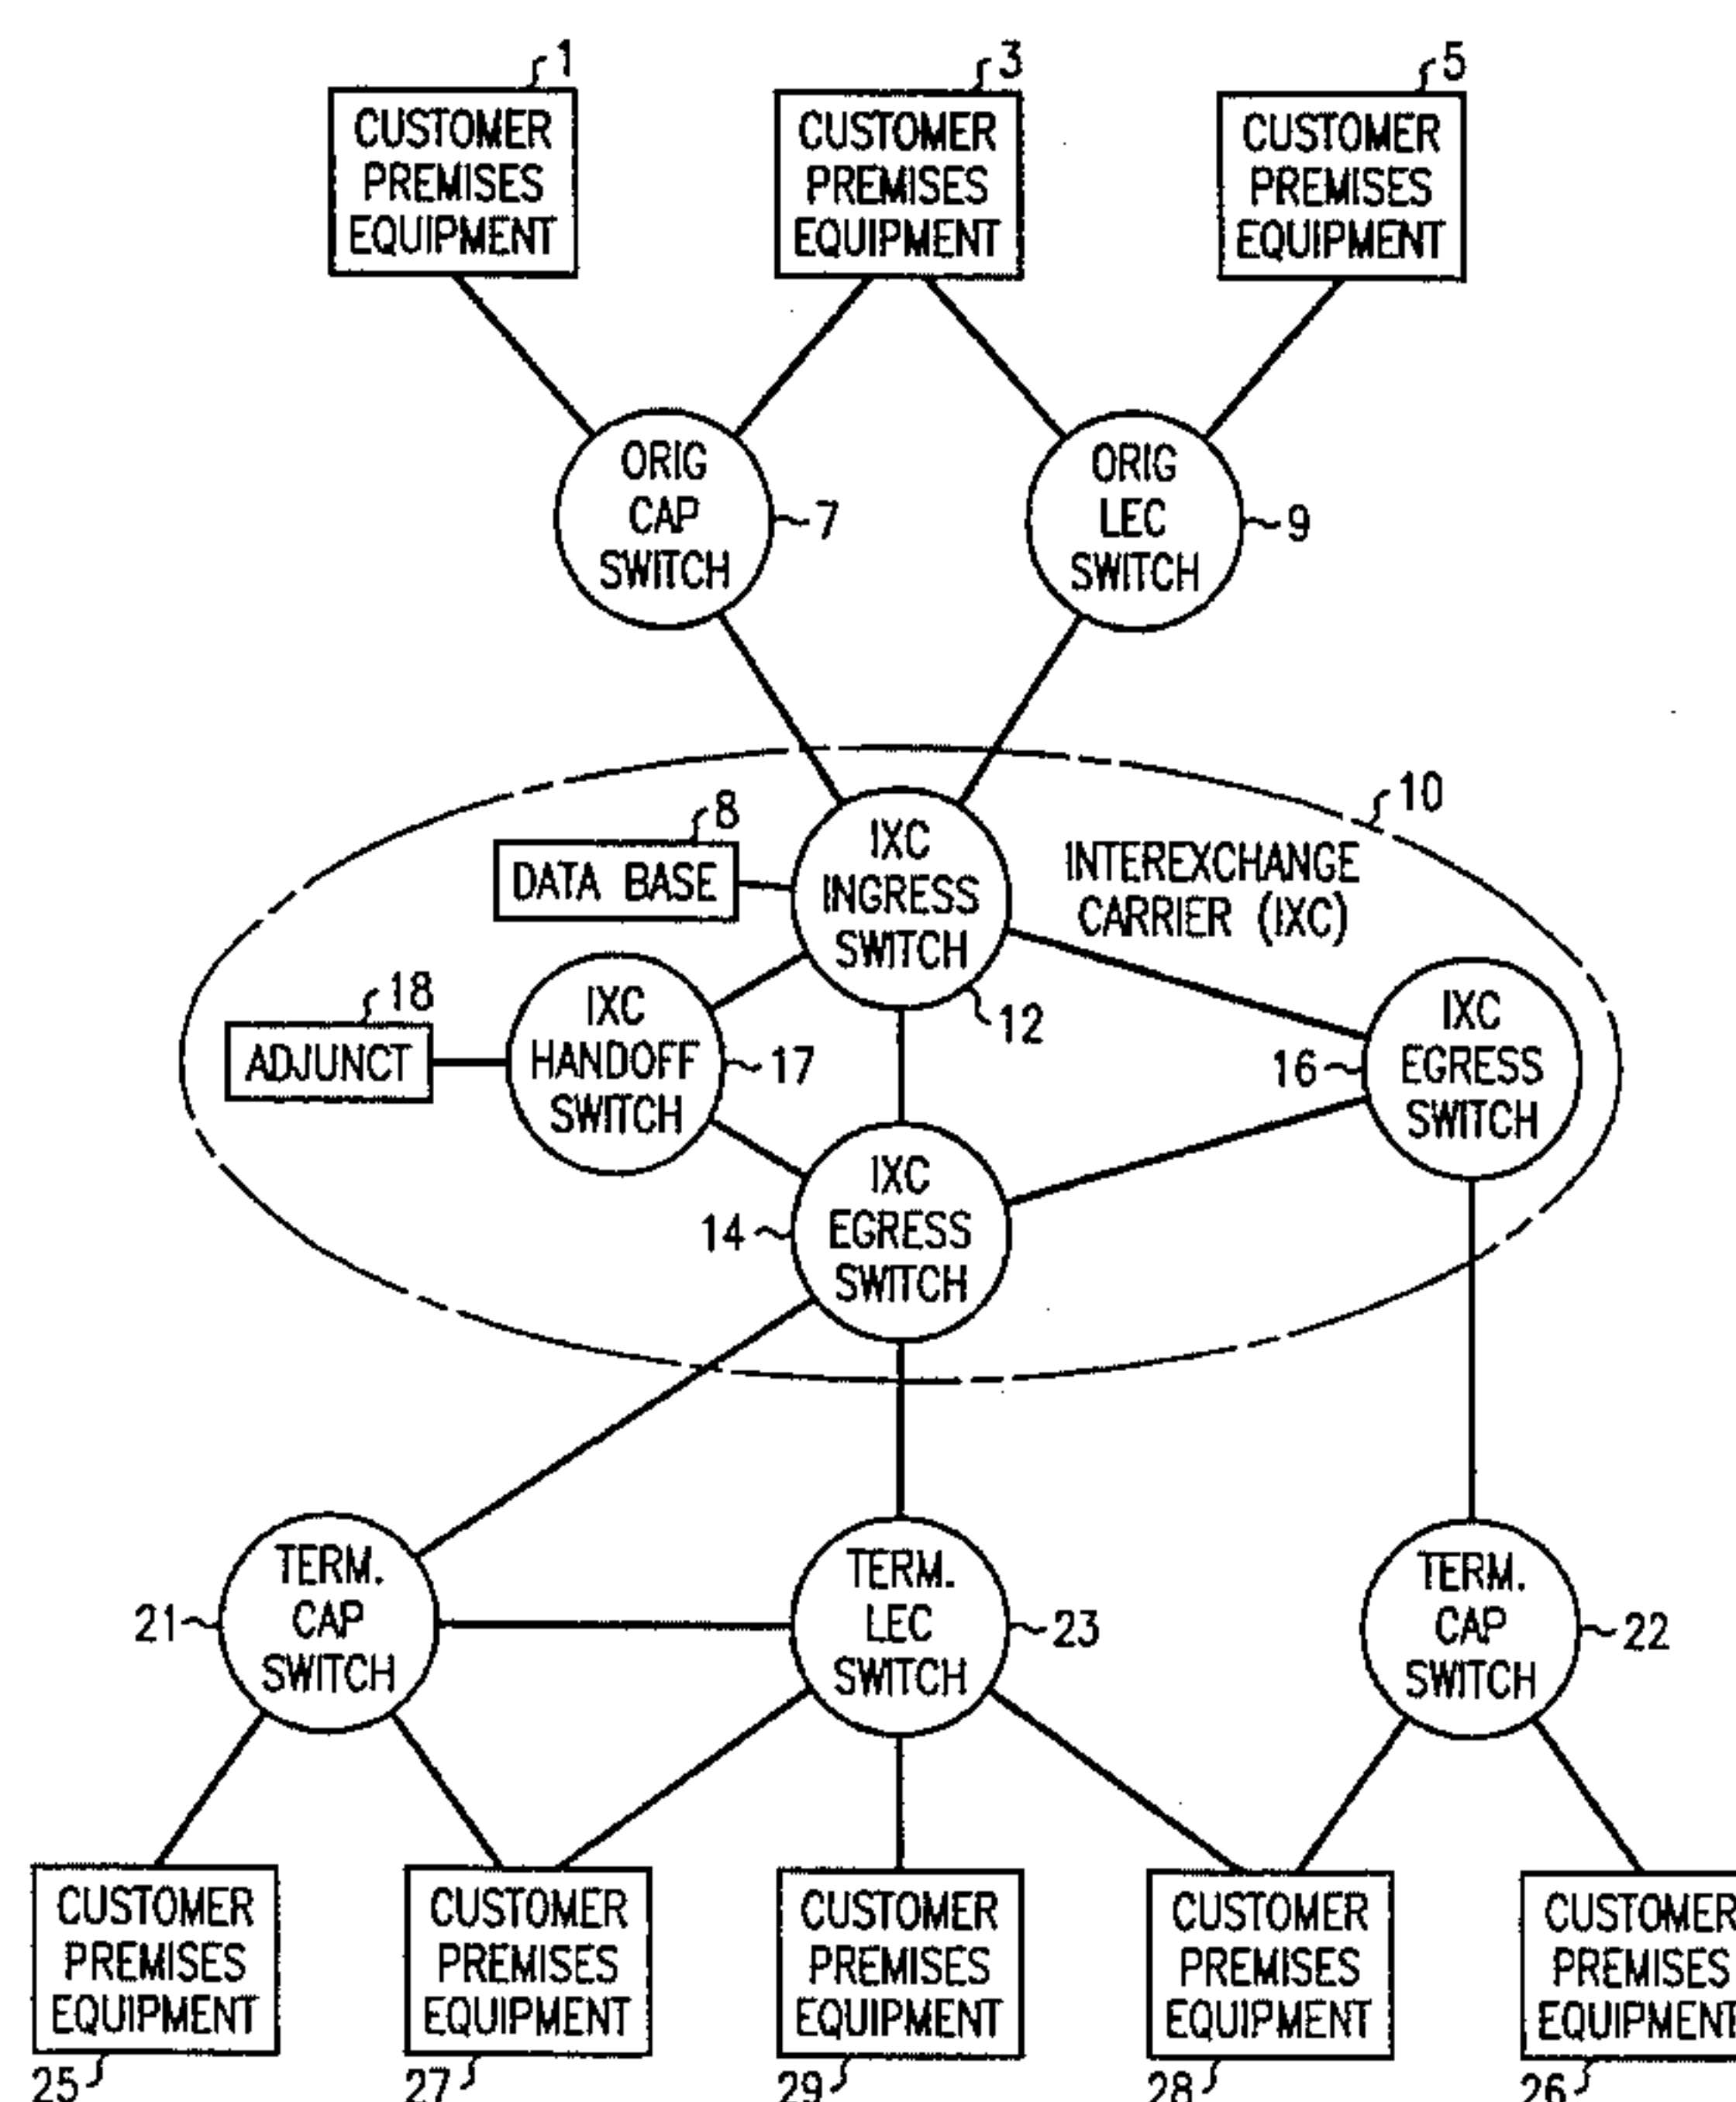 1
CUSTOMER
PREMISES
EQUIPMENT
3
CUSTOMER
PREMISES
EQUIPMENT
5
CUSTOMER
PREMISES
EQUIPMENT
ORIG
CAP
SWITCH
7
ORIG
LEC
SWITCH
9
10
INTEREXCHANGE
CARRIER (IXC)
8
DATA BASE
IXC
INGRESS
SWITCH
12
18
ADJUNCT
IXC
HANDOFF
SWITCH
17
16
IXC
EGRESS
SWITCH
14
IXC
EGRESS
SWITCH
21
TERM.
CAP
SWITCH
TERM.
LEC
SWITCH
23
TERM.
CAP
SWITCH
22
CUSTOMER
PREMISES
EQUIPMENT
25
CUSTOMER
PREMISES
EQUIPMENT
27
CUSTOMER
PREMISES
EQUIPMENT
29
CUSTOMER
PREMISES
EQUIPMENT
28
CUSTOMER
PREMISES
EQUIPMENT
26